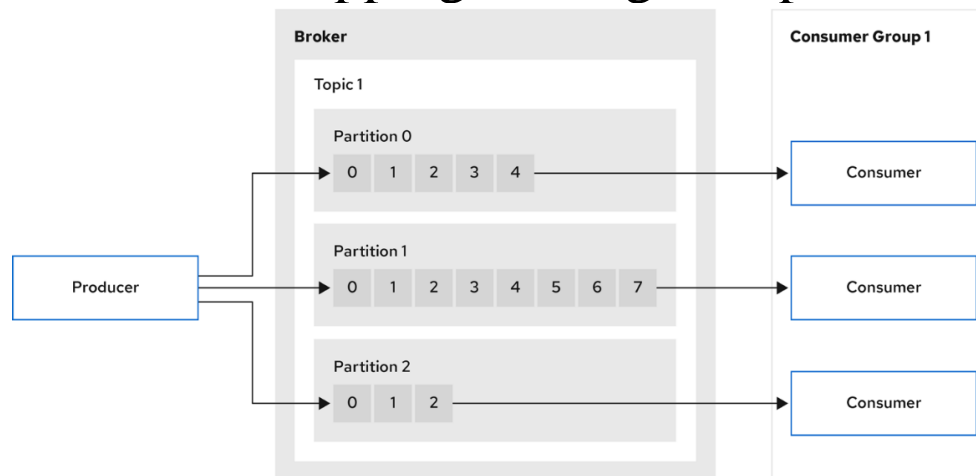 Broker
Consumer Group 1
Topic 1
Partition 0
0 1 2 3 4
Consumer
Partition 1
Producer
0 1 2 3 4 5 6 7
Consumer
Partition 2
0 1 2
Consumer